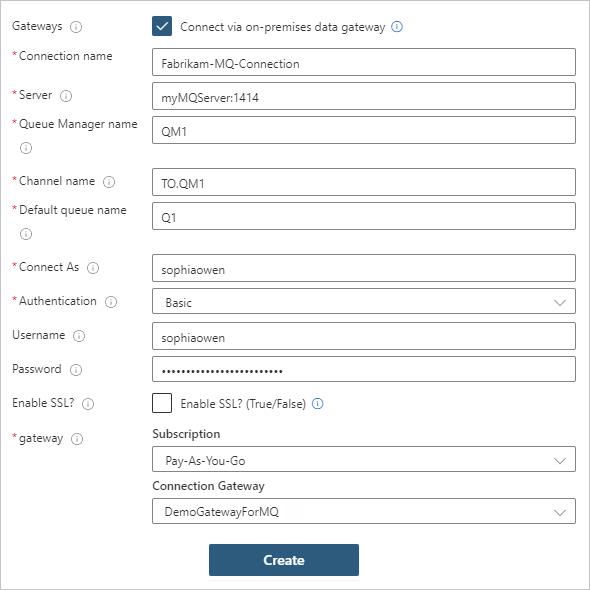 Gateways Connect via on-premises data gateway
*Connection name Fabrikam-MQ-Connection
*Server myMQServer:1414
*Queue Manager name QM1
*Channel name TO.QM1
*Default queue name Q1
*Connect As sophiaowen
*Authentication Basic
Username sophiaowen
Password •••••••••••••••••••••••••
Enable SSL? Enable SSL? (True/False)
*gateway Subscription
Pay-As-You-Go
Connection Gateway
DemoGatewayForMQ
Create